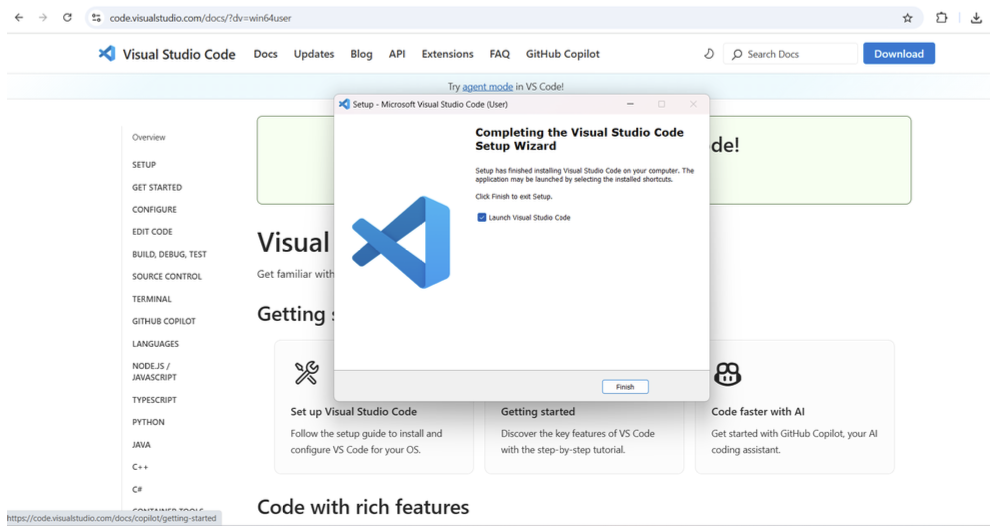 code.visualstudio.com/docs/?dv=win64user
Visual Studio Code
Docs
Updates
Blog
API
Extensions
FAQ
GitHub Copilot
Search Docs
Download
Try agent mode in VS Code!
Setup - Microsoft Visual Studio Code (User)
Completing the Visual Studio Code
Setup Wizard
Setup has finished installing Visual Studio Code on your computer. The
application may be launched by selecting the installed shortcuts.
Click Finish to exit Setup.
Launch Visual Studio Code
Finish
de!
Overview
SETUP
GET STARTED
CONFIGURE
EDIT CODE
BUILD, DEBUG, TEST
SOURCE CONTROL
TERMINAL
GITHUB COPILOT
LANGUAGES
NODE.JS /
JAVASCRIPT
TYPESCRIPT
PYTHON
JAVA
C++
C#
CONTAINER TOOLS
Visual
Get familiar with
Getting
Set up Visual Studio Code
Follow the setup guide to install and
configure VS Code for your OS.
Getting started
Discover the key features of VS Code
with the step-by-step tutorial.
Code faster with AI
Get started with GitHub Copilot, your AI
coding assistant.
Code with rich features
https://code.visualstudio.com/docs/copilot/getting-started